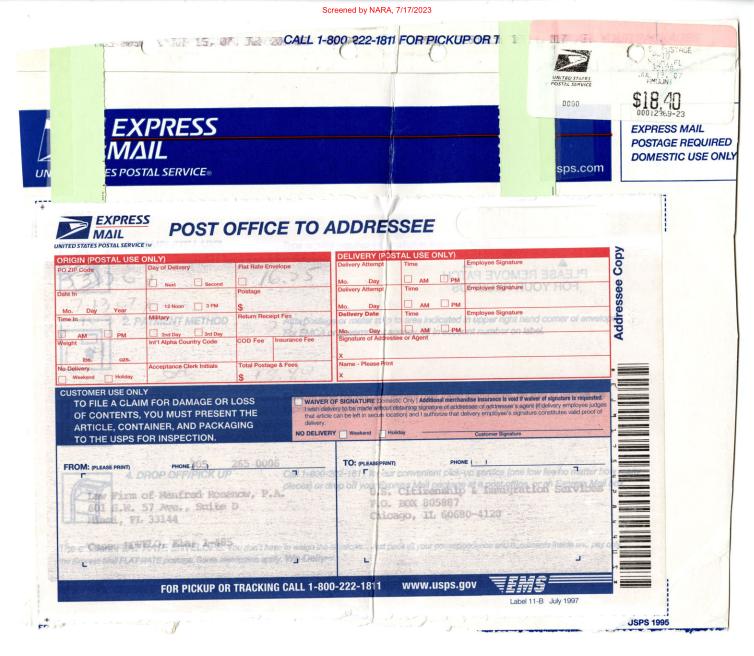 Screened by NARA, 7/17/2023
CALL 1-800-222-1811 FOR PICKUP OR T
UNITED STATES
POSTAL SERVICE
0000
AMOUNT
$18.40
00012369-23
EXPRESS
MAIL
UN ES POSTAL SERVICE®
sps.com
EXPRESS MAIL
POSTAGE REQUIRED
DOMESTIC USE ONLY
EXPRESS
MAIL
UNITED STATES POSTAL SERVICE TM
POST OFFICE TO ADDRESSEE
Addressee Copy
ORIGIN (POSTAL USE ONLY)
PO ZIP Code
Day of Delivery
Flat Rate Envelope
Next
Second
Date In
Postage
Mo. Day Year
12 Noon
3 PM
$
Time In
Military
Return Receipt Fee
AM
PM
2nd Day
3rd Day
Weight
Int'l Alpha Country Code
COD Fee
Insurance Fee
lbs.
ozs.
No Delivery
Acceptance Clerk Initials
Total Postage & Fees
Weekend
Holiday
$
DELIVERY (POSTAL USE ONLY)
Delivery Attempt
Time
Employee Signature
Mo. Day
AM
PM
Delivery Attempt
Time
Employee Signature
Mo. Day
AM
PM
Delivery Date
Time
Employee Signature
Mo. Day
AM
PM
Signature of Addressee or Agent
X
Name - Please Print
X
CUSTOMER USE ONLY
TO FILE A CLAIM FOR DAMAGE OR LOSS
OF CONTENTS, YOU MUST PRESENT THE
ARTICLE, CONTAINER, AND PACKAGING
TO THE USPS FOR INSPECTION.
WAIVER OF SIGNATURE (Domestic Only) Additional merchandise insurance is void if waiver of signature is requested.
I wish delivery to be made without obtaining signature of addressee or addressee's agent (if delivery employee judges
that article can be left in secure location) and I authorize that delivery employee's signature constitutes valid proof of
delivery.
NO DELIVERY
Weekend
Holiday
Customer Signature
FROM: (PLEASE PRINT)
PHONE 265 0006
Law Firm of Manfred Rosenow, P.A.
601 S.W. 57 Ave., Suite D
Miami, FL 33144
TO: (PLEASE PRINT)
PHONE ( )
U.S. Citizenship & Immigration Services
P.O. BOX 805887
Chicago, IL 60680-4120
FOR PICKUP OR TRACKING CALL 1-800-222-1811
www.usps.gov
EMS
Label 11-B July 1997
USPS 1995